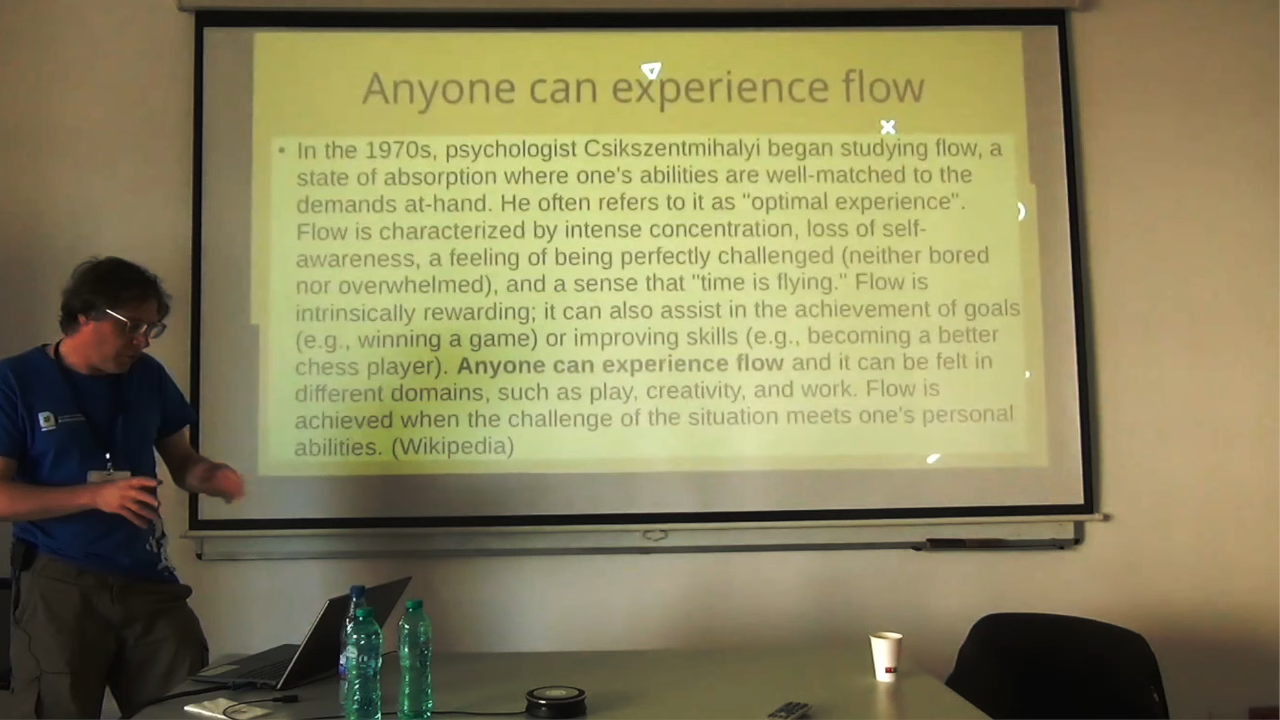 Anyone can experience flow
• In the 1970s, psychologist Csikszentmihalyi began studying flow, a
state of absorption where one's abilities are well-matched to the
demands at-hand. He often refers to it as "optimal experience".
Flow is characterized by intense concentration, loss of self-
awareness, a feeling of being perfectly challenged (neither bored
nor overwhelmed), and a sense that "time is flying." Flow is
intrinsically rewarding; it can also assist in the achievement of goals
(e.g., winning a game) or improving skills (e.g., becoming a better
chess player). Anyone can experience flow and it can be felt in
different domains, such as play, creativity, and work. Flow is
achieved when the challenge of the situation meets one's personal
abilities. (Wikipedia)